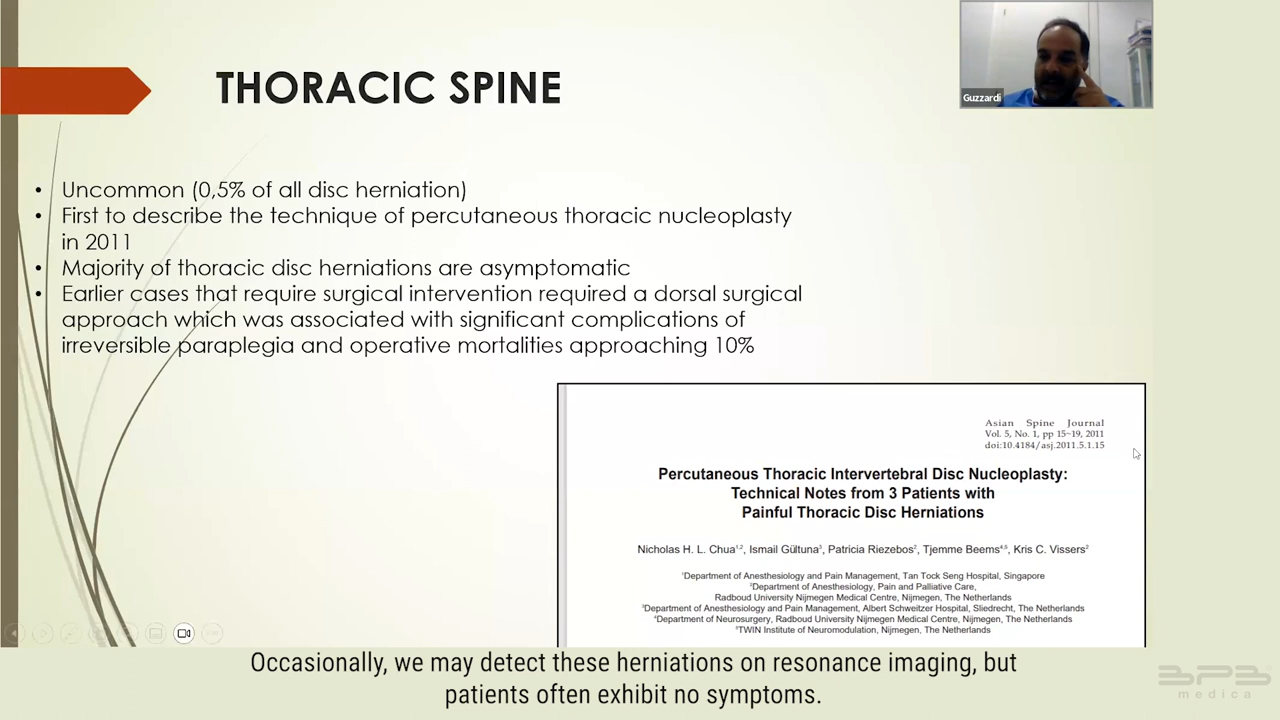 THORACIC SPINE
Guzzardi
• Uncommon (0,5% of all disc herniation)
• First to describe the technique of percutaneous thoracic nucleoplasty
in 2011
• Majority of thoracic disc herniations are asymptomatic
• Earlier cases that require surgical intervention required a dorsal surgical
approach which was associated with significant complications of
irreversible paraplegia and operative mortalities approaching 10%
Asian Spine Journal
Vol. 5, No. 1, pp 15~19, 2011
doi:10.4184/asj.2011.5.1.15
Percutaneous Thoracic Intervertebral Disc Nucleoplasty:
Technical Notes from 3 Patients with
Painful Thoracic Disc Herniations
Nicholas H. L. Chua¹,², Ismail Gültuna³, Patricia Riezebos², Tjemme Beems⁴,⁵, Kris C. Vissers²
¹Department of Anesthesiology and Pain Management, Tan Tock Seng Hospital, Singapore
²Department of Anesthesiology, Pain and Palliative Care,
Radboud University Nijmegen Medical Centre, Nijmegen, The Netherlands
³Department of Anesthesiology and Pain Management, Albert Schweitzer Hospital, Sliedrecht, The Netherlands
⁴Department of Neurosurgery, Radboud University Nijmegen Medical Centre, Nijmegen, The Netherlands
⁵TWIN Institute of Neuromodulation, Nijmegen, The Netherlands
Occasionally, we may detect these herniations on resonance imaging, but
patients often exhibit no symptoms.
BPB
medica